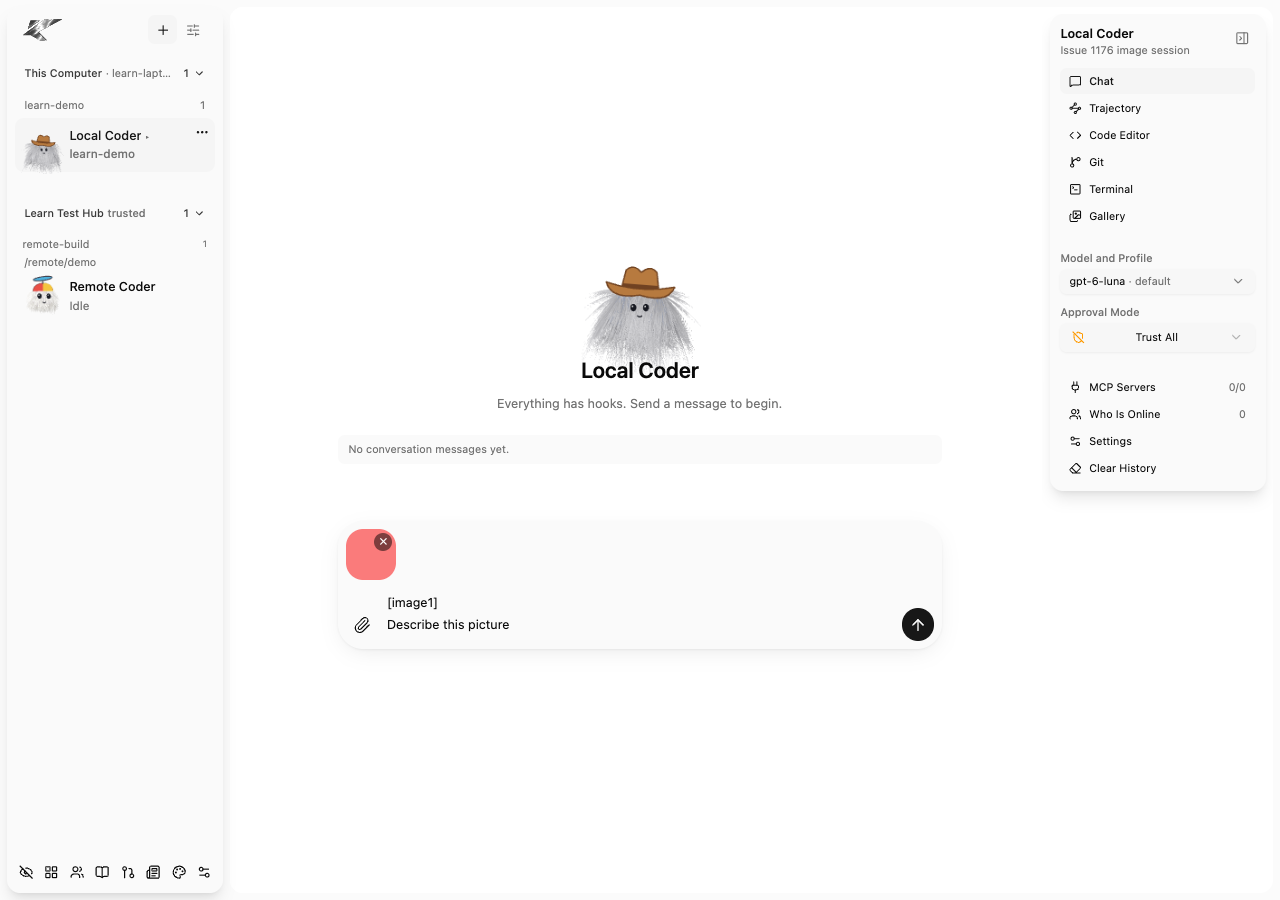 This Computer · learn-lapt... 1
learn-demo 1
Local Coder
learn-demo
Learn Test Hub trusted 1
remote-build 1
/remote/demo
Remote Coder
Idle
Local Coder
Everything has hooks. Send a message to begin.
No conversation messages yet.
[image1]
Describe this picture
Local Coder
Issue 1176 image session
Chat
Trajectory
Code Editor
Git
Terminal
Gallery
Model and Profile
gpt-6-luna · default
Approval Mode
Trust All
MCP Servers 0/0
Who Is Online 0
Settings
Clear History